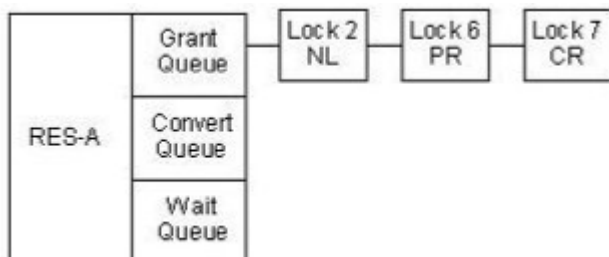 Grant
Queue
Lock 2
NL
Lock 6
PR
Lock 7
CR
RES-A
Convert
Queue
Wait
Queue